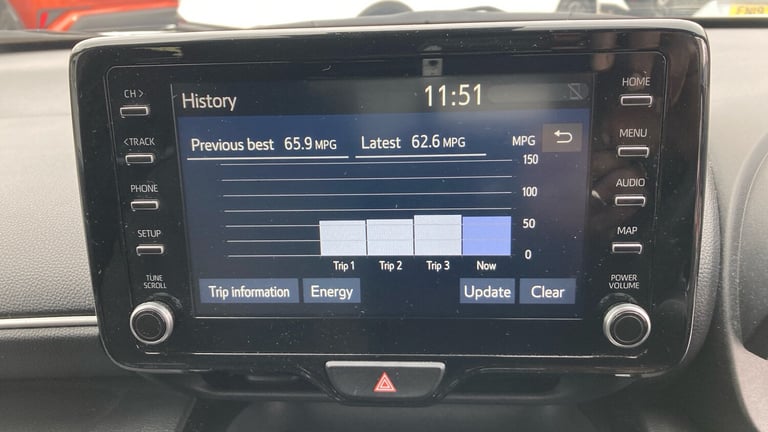 CH >
< TRACK
PHONE
SETUP
TUNE
SCROLL
History
11:51
Previous best 65.9 MPG
Latest 62.6 MPG
MPG
150
100
50
0
Trip 1 Trip 2 Trip 3 Now
Trip information Energy Update Clear
HOME
MENU
AUDIO
MAP
POWER
VOLUME